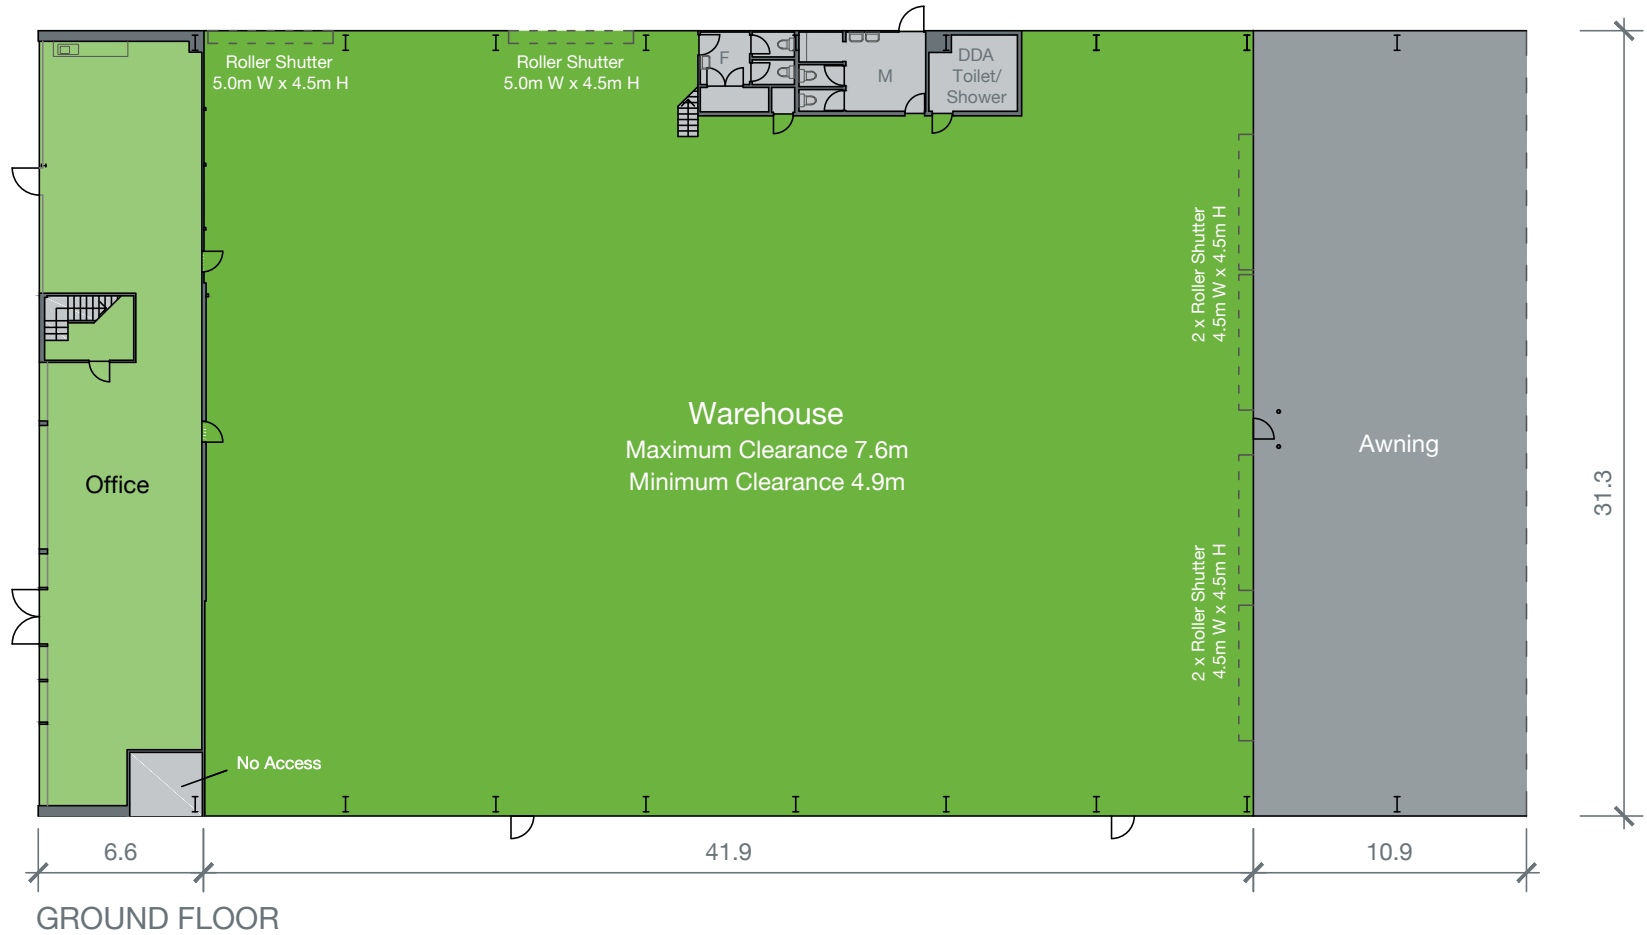 Roller Shutter
5.0m W x 4.5m H
Roller Shutter
5.0m W x 4.5m H
F
M
DDA
Toilet/
Shower
2 x Roller Shutter
4.5m W x 4.5m H
Warehouse
Maximum Clearance 7.6m
Minimum Clearance 4.9m
Awning
Office
31.3
2 x Roller Shutter
4.5m W x 4.5m H
No Access
6.6
41.9
10.9
GROUND FLOOR